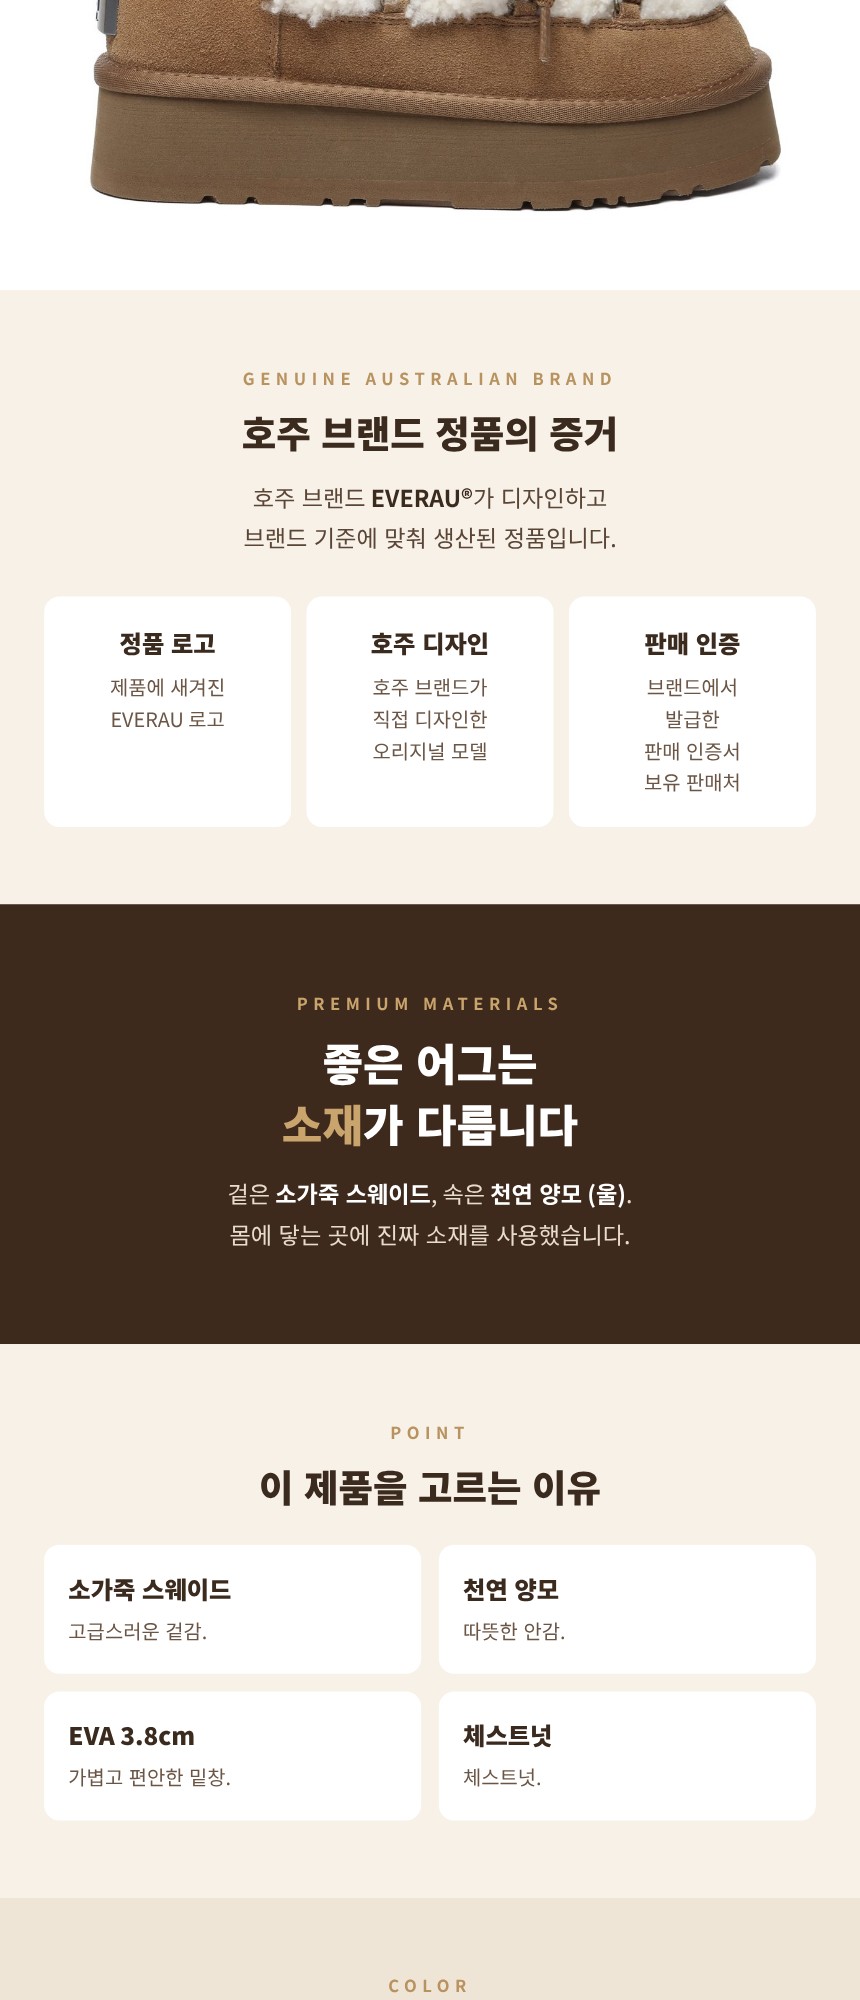 GENUINE AUSTRALIAN BRAND
호주 브랜드 정품의 증거
호주 브랜드 EVERAU®가 디자인하고
브랜드 기준에 맞춰 생산된 정품입니다.
정품 로고
제품에 새겨진
EVERAU 로고
호주 디자인
호주 브랜드가
직접 디자인한
오리지널 모델
판매 인증
브랜드에서
발급한
판매 인증서
보유 판매처
PREMIUM MATERIALS
좋은 어그는
소재가 다릅니다
겉은 소가죽 스웨이드, 속은 천연 양모 (울).
몸에 닿는 곳에 진짜 소재를 사용했습니다.
POINT
이 제품을 고르는 이유
소가죽 스웨이드
고급스러운 겉감.
천연 양모
따뜻한 안감.
EVA 3.8cm
가볍고 편안한 밑창.
체스트넛
체스트넛.
COLOR